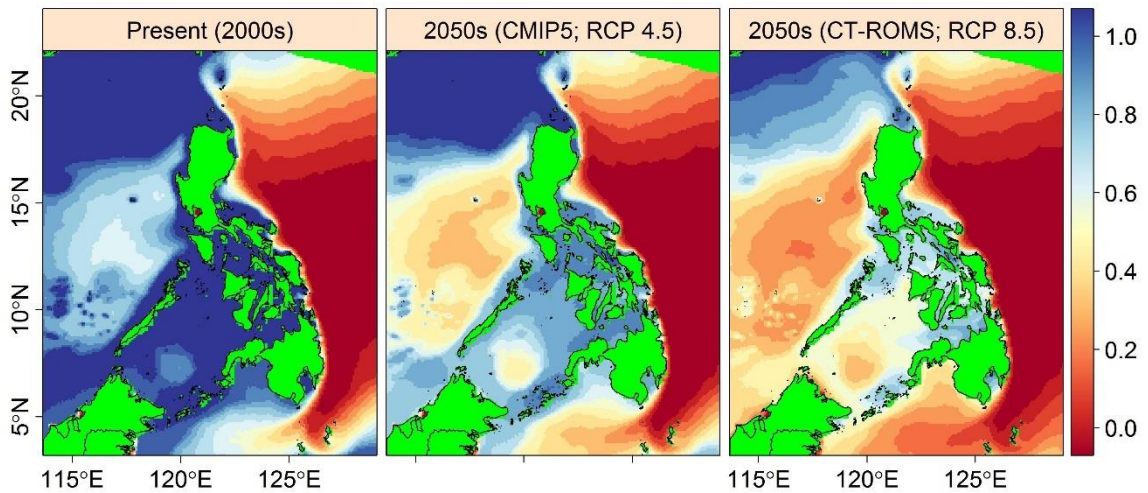 Present (2000s)
2050s (CMIP5; RCP 4.5)
2050s (CT-ROMS; RCP 8.5)
20°N
15°N
10°N
5°N
115°E
120°E
125°E
115°E
120°E
125°E
1.0
0.8
0.6
0.4
0.2
0.0